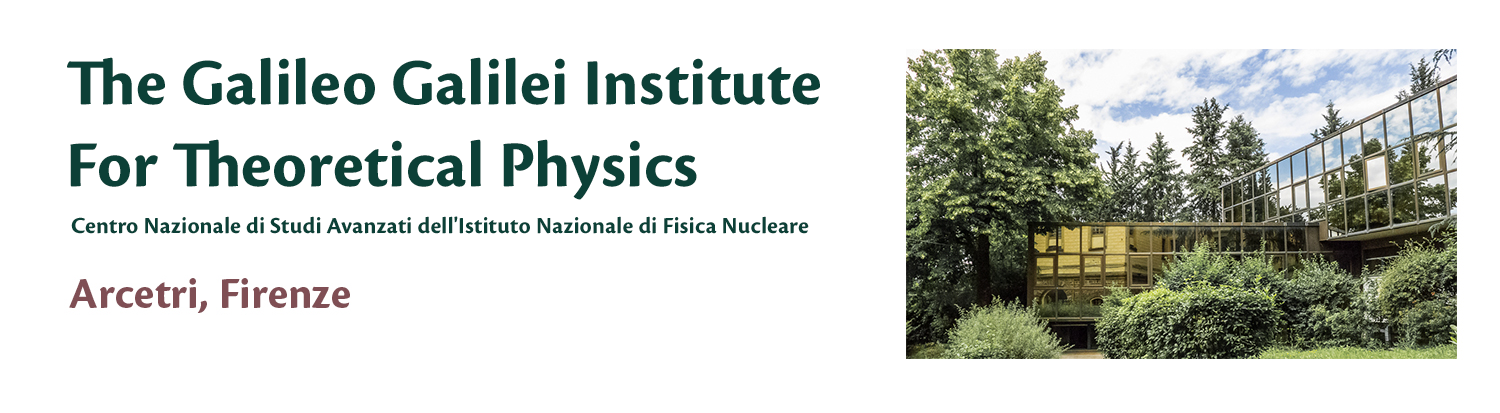 The Galileo Galilei Institute
For Theoretical Physics
Centro Nazionale di Studi Avanzati dell'Istituto Nazionale di Fisica Nucleare
Arcetri, Firenze